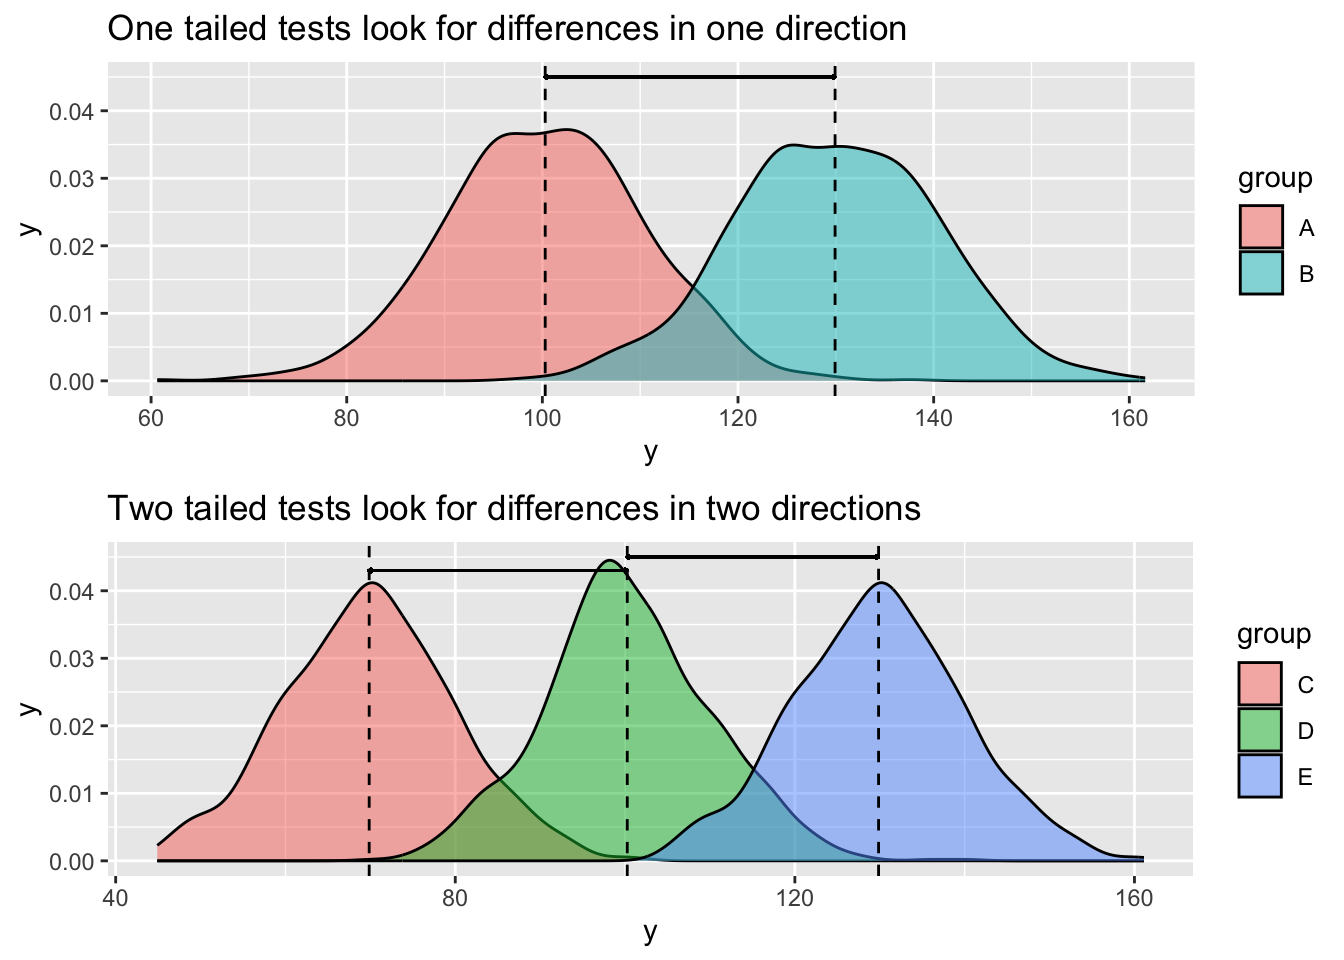 One tailed tests look for differences in one direction
0.04
0.03
0.02
0.01
0.00
y
60 80 100 120 140 160
y
group
A
B
Two tailed tests look for differences in two directions
0.04
0.03
0.02
0.01
0.00
y
40 80 120 160
y
group
C
D
E